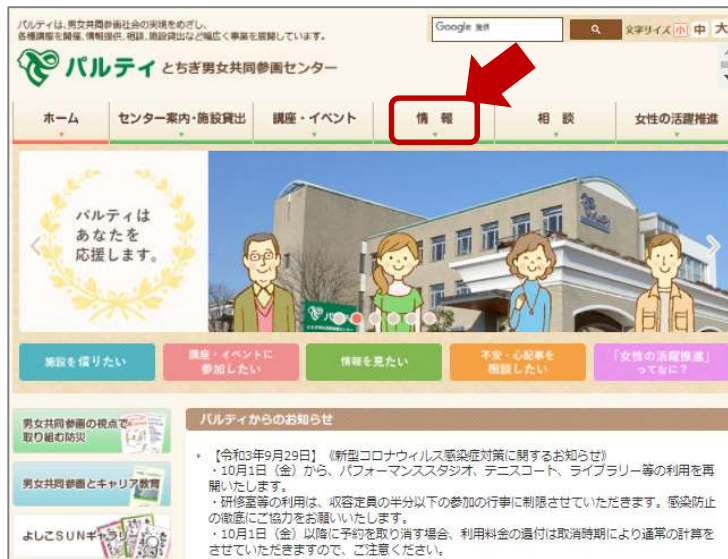 パルティは、男女共同参画社会の実現をめざし、
各種講座を開催、情報提供、相談、施設貸出など幅広く事業を展開しています。
Google 提供
文字サイズ 小 中 大
パルティ とちぎ男女共同参画センター
ホーム センター案内・施設貸出 講座・イベント 情 報 相 談 女性の活躍推進
パルティは
あなたを
応援します。
施設を借りたい
講座・イベントに
参加したい
情報を見たい
不安・心配事を
相談したい
「女性の活躍推進」
ってなに？
男女共同参画の視点で
取り組む防災
男女共同参画とキャリア教育
よしこSUNギャラリー
パルティからのお知らせ
【令和3年9月29日】《新型コロナウィルス感染症対策に関するお知らせ》
・10月1日（金）から、パフォーマンススタジオ、テニスコート、ライブラリー等の利用を再
開いたします。
・研修室等の利用は、収容定員の半分以下の参加の行事に制限させていただきます。感染防止
の徹底にご協力をお願いいたします。
・10月1日（金）以降に予約を取り消す場合、利用料金の還付は取消時期により通常の計算を
させていただきますので、ご注意ください。